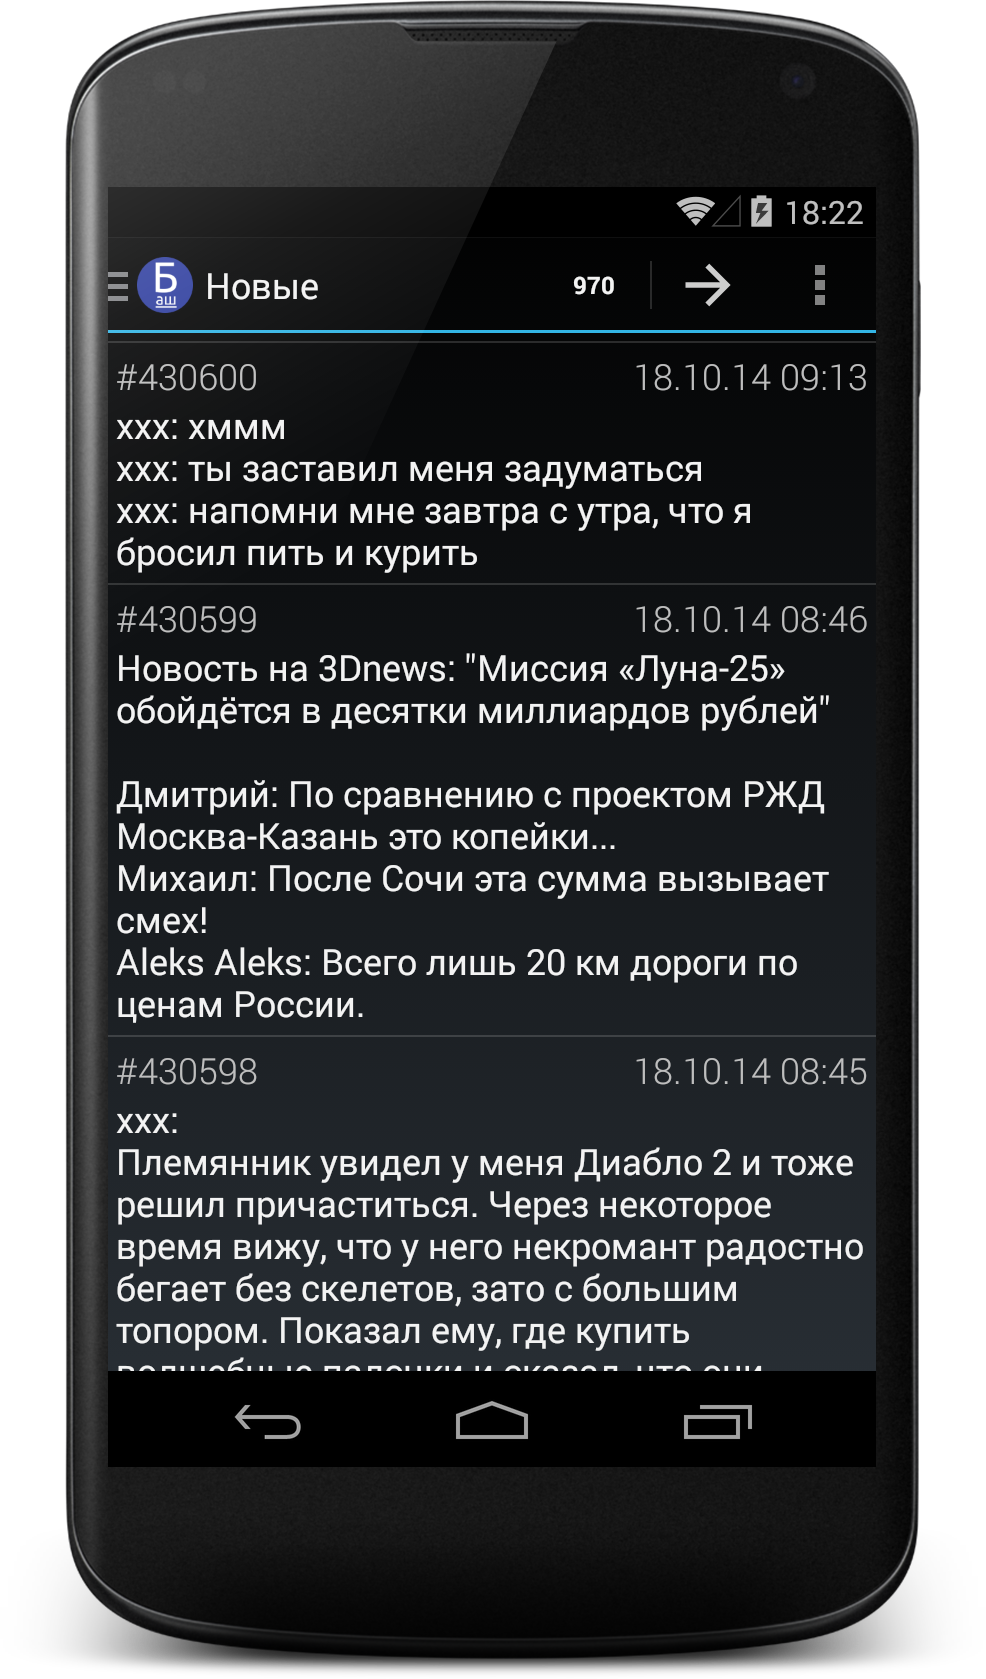 18:22
Б
аш
Новые
970
#430600
18.10.14 09:13
xxx: хммм
xxx: ты заставил меня задуматься
xxx: напомни мне завтра с утра, что я
бросил пить и курить
#430599
18.10.14 08:46
Новость на 3Dnews: "Миссия «Луна-25»
обойдётся в десятки миллиардов рублей"
Дмитрий: По сравнению с проектом РЖД
Москва-Казань это копейки...
Михаил: После Сочи эта сумма вызывает
смех!
Aleks Aleks: Всего лишь 20 км дороги по
ценам России.
#430598
18.10.14 08:45
xxx:
Племянник увидел у меня Диабло 2 и тоже
решил причаститься. Через некоторое
время вижу, что у него некромант радостно
бегает без скелетов, зато с большим
топором. Показал ему, где купить
волшебные палочки и сказал, что они